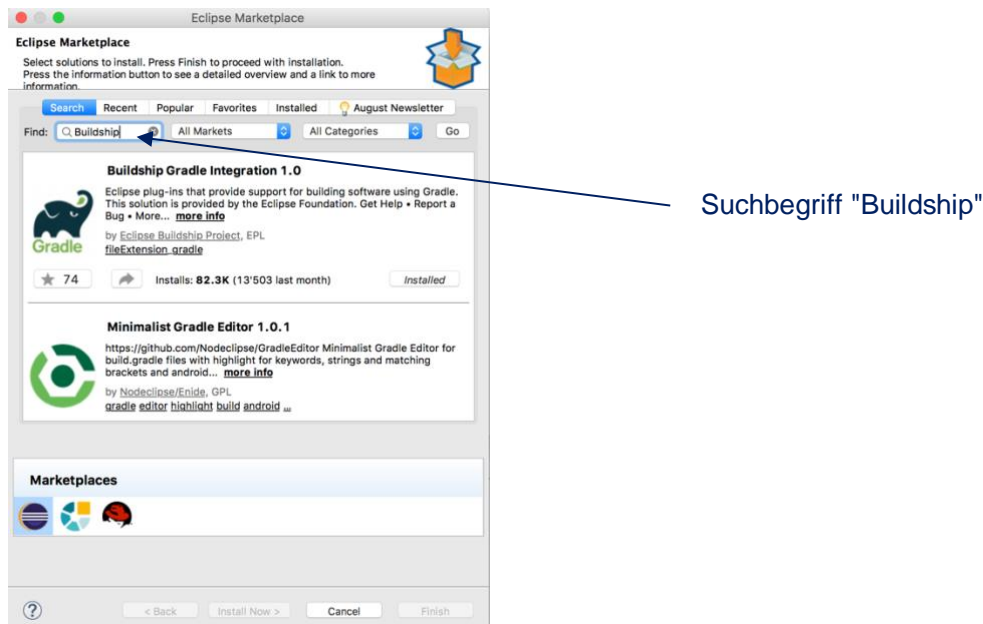 Eclipse Marketplace
Eclipse Marketplace
Select solutions to install. Press Finish to proceed with installation.
Press the information button to see a detailed overview and a link to more
information.
Search Recent Popular Favorites Installed August Newsletter
Find: Buildship All Markets All Categories Go
Suchbegriff "Buildship"
Buildship Gradle Integration 1.0
Eclipse plug-ins that provide support for building software using Gradle.
This solution is provided by the Eclipse Foundation. Get Help • Report a
Bug • More... more info
by Eclipse Buildship Project, EPL
fileExtension_gradle
Gradle
74 Installs: 82.3K (13'503 last month) Installed
Minimalist Gradle Editor 1.0.1
https://github.com/Nodeclipse/GradleEditor Minimalist Gradle Editor for
build.gradle files with highlight for keywords, strings and matching
brackets and android... more info
by Nodeclipse/Enide, GPL
gradle editor highlight build android ...
Marketplaces
? < Back Install Now > Cancel Finish